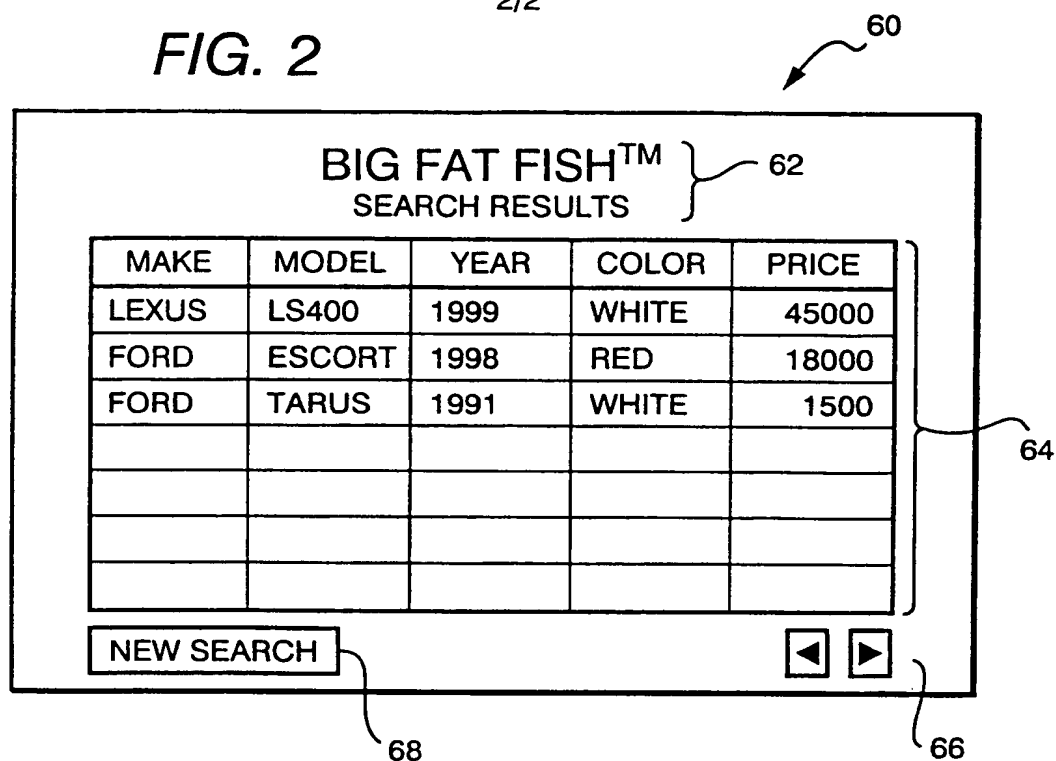 2/2
FIG. 2
60
BIG FAT FISH™
62
SEARCH RESULTS
MAKE MODEL YEAR COLOR PRICE
LEXUS LS400 1999 WHITE 45000
FORD ESCORT 1998 RED 18000
FORD TARUS 1991 WHITE 1500
64
NEW SEARCH
68
66